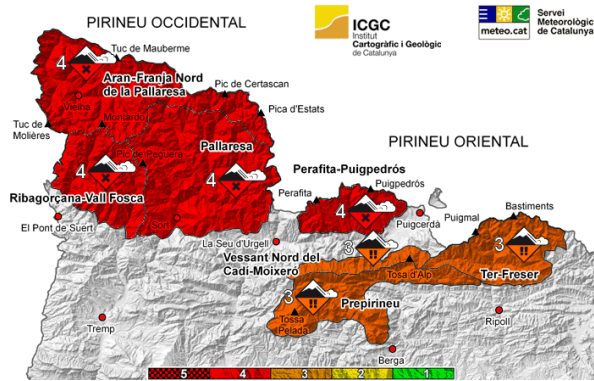 PIRINEU OCCIDENTAL
ICGC
Institut
Cartogràfic i Geològic
de Catalunya
meteo.cat
Servei
Meteorològic
de Catalunya
Tuc de Mauberme
4
Aran-Franja Nord
de la Pallaresa
Vielha
Pic de Certascan
Pica d'Estats
Montardo
Tuc de
Molières
PIRINEU ORIENTAL
Pallaresa
Pic de Peguera
4
4
Perafita-Puigpedrós
Ribagorçana-Vall Fosca
Perafita
Puigpedrós
4
El Pont de Suert
Sort
Puigcerdà
Puigmal
Bastiments
La Seu d'Urgell
3
3
Vessant Nord del
Cadí-Moixeró
Tosa d'Alp
Ter-Freser
3
Prepirineu
Tossa
Pelada
Tremp
Ripoll
Berga
5
4
3
2
1